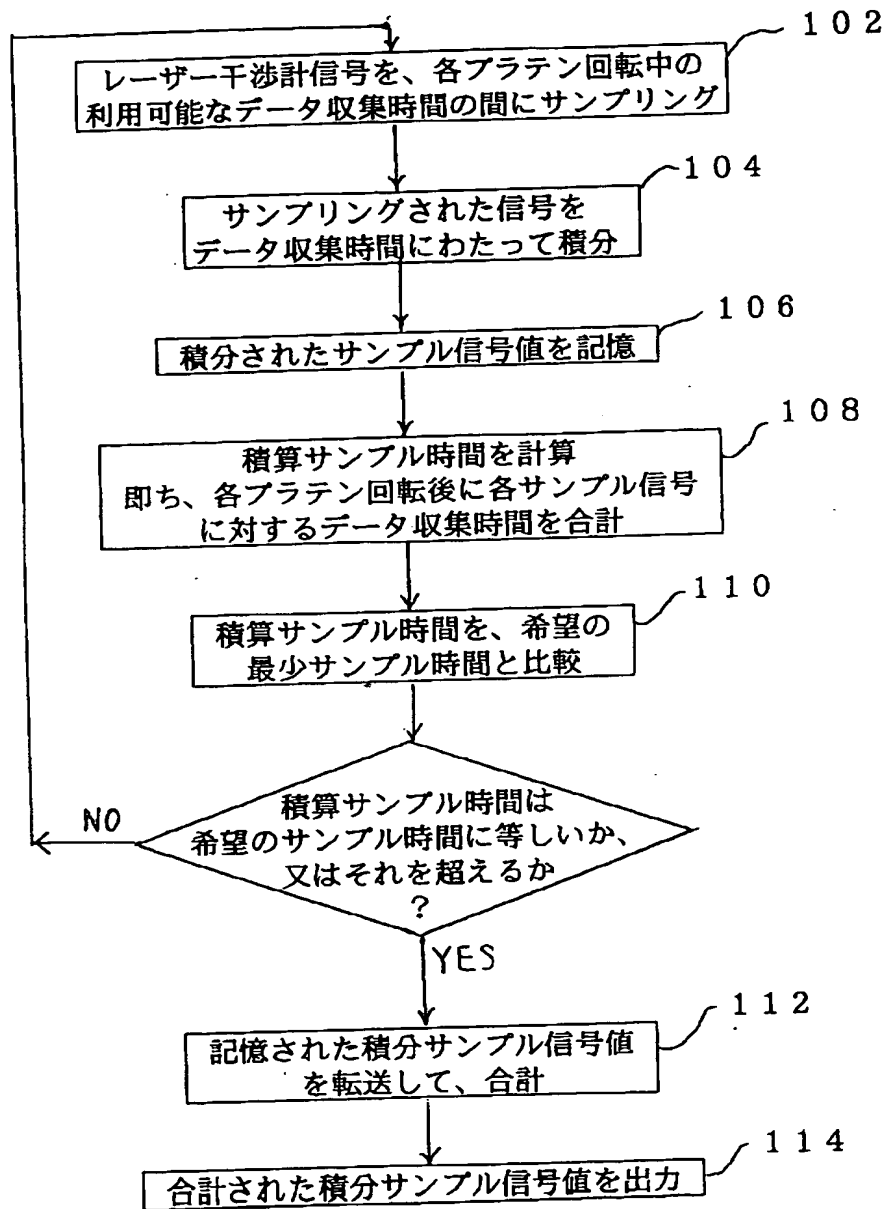 102
レーザー干渉計信号を、各プラテン回転中の
利用可能なデータ収集時間の間にサンプリング
104
サンプリングされた信号を
データ収集時間にわたって積分
106
積分されたサンプル信号値を記憶
108
積算サンプル時間を計算
即ち、各プラテン回転後に各サンプル信号
に対するデータ収集時間を合計
110
積算サンプル時間を、希望の
最少サンプル時間と比較
積算サンプル時間は
希望のサンプル時間に等しいか、
又はそれを超えるか
?
NO
YES
112
記憶された積分サンプル信号値
を転送して、合計
114
合計された積分サンプル信号値を出力